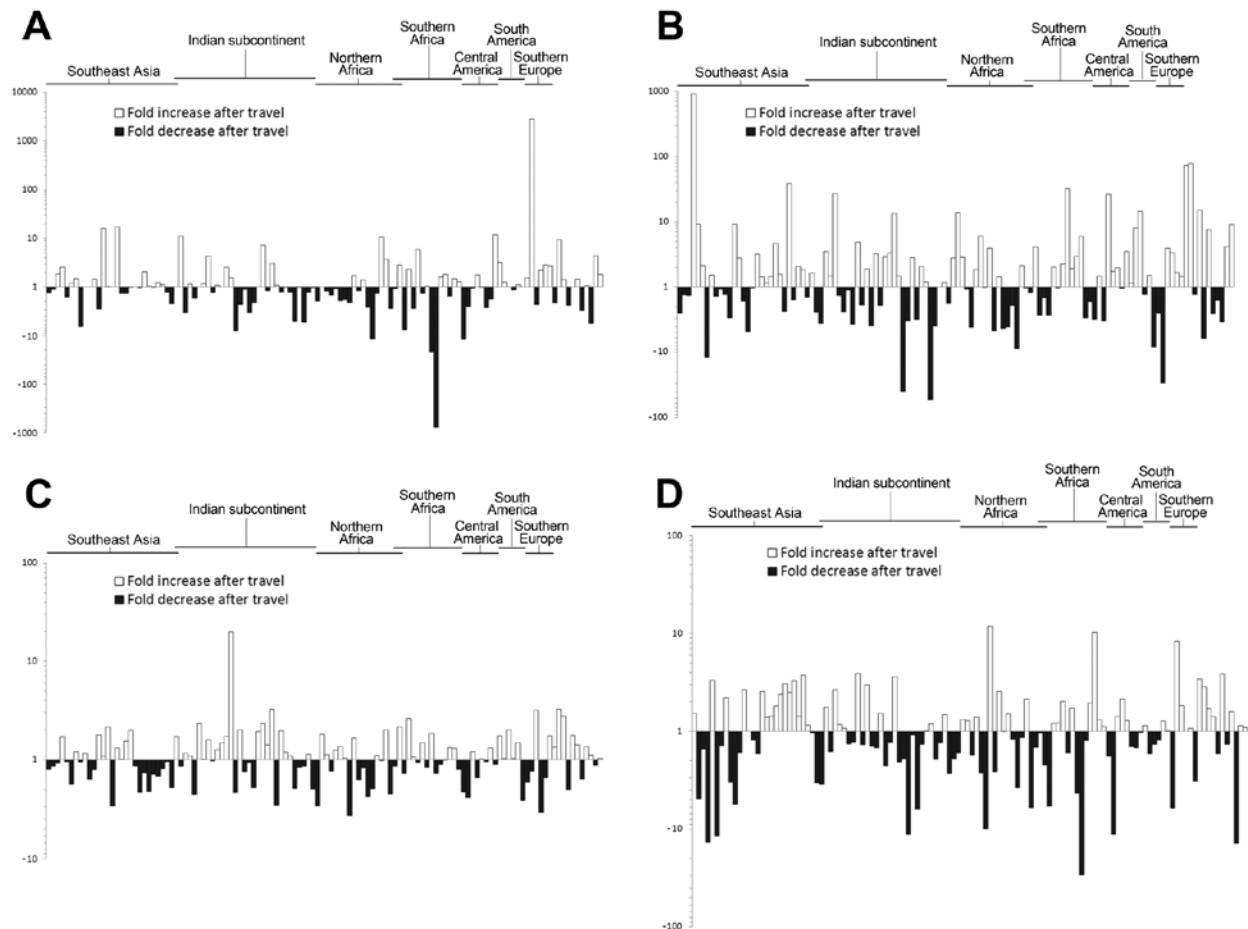 A
Southeast Asia
Indian subcontinent
Northern
Africa
Southern
Africa
Central
America
South
America
Southern
Europe
Fold increase after travel
Fold decrease after travel
10000
1000
100
10
1
-10
-100
-1000
B
Southeast Asia
Indian subcontinent
Northern
Africa
Southern
Africa
Central
America
South
America
Southern
Europe
Fold increase after travel
Fold decrease after travel
1000
100
10
1
-10
-100
C
Southeast Asia
Indian subcontinent
Northern
Africa
Southern
Africa
Central
America
South
America
Southern
Europe
Fold increase after travel
Fold decrease after travel
100
10
1
-10
D
Southeast Asia
Indian subcontinent
Northern
Africa
Southern
Africa
Central
America
South
America
Southern
Europe
Fold increase after travel
Fold decrease after travel
100
10
1
-10
-100